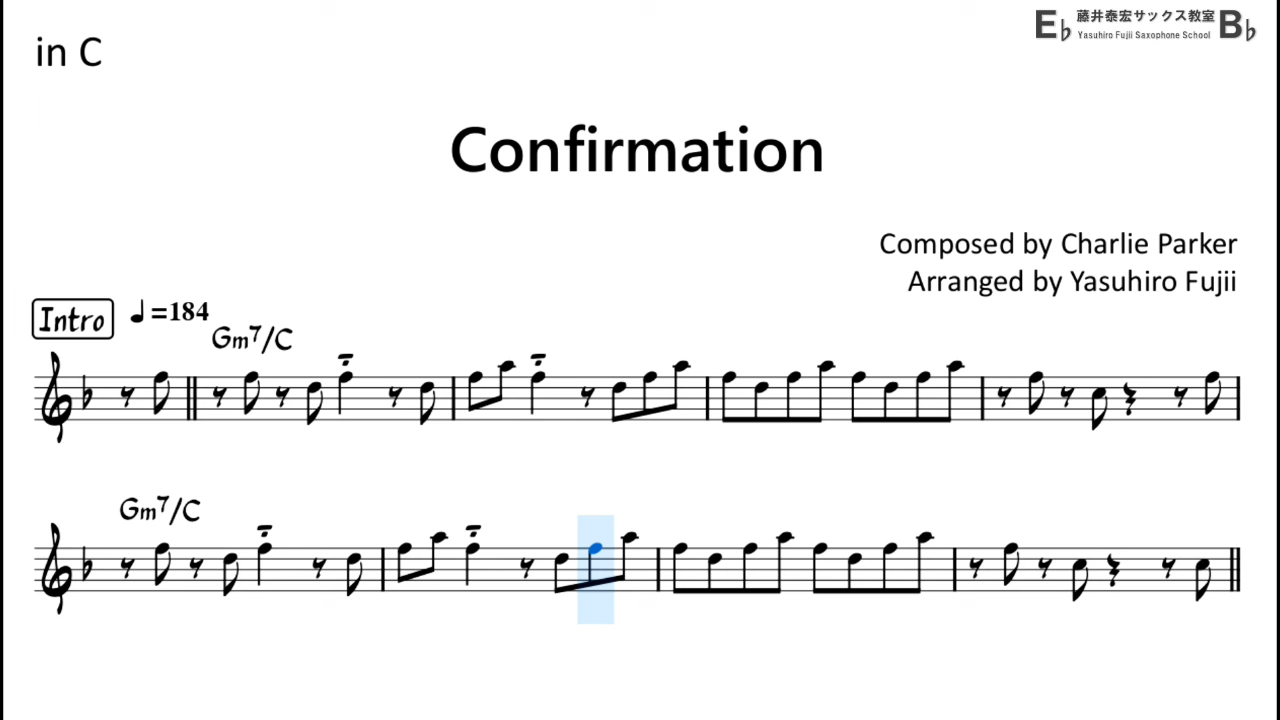 E♭ 藤井泰宏サックス教室 B♭
Yasuhiro Fujii Saxophone School
in C
Confirmation
Composed by Charlie Parker
Arranged by Yasuhiro Fujii
Intro ♩=184
Gm7/C
Gm7/C